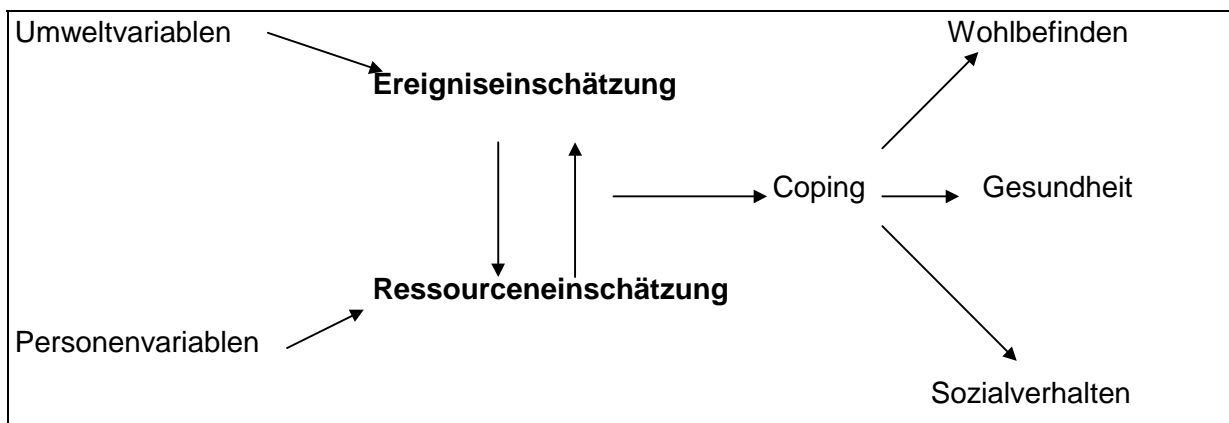 Umweltvariablen
Wohlbefinden
Ereigniseinschätzung
Coping
Gesundheit
Ressourceneinschätzung
Personenvariablen
Sozialverhalten